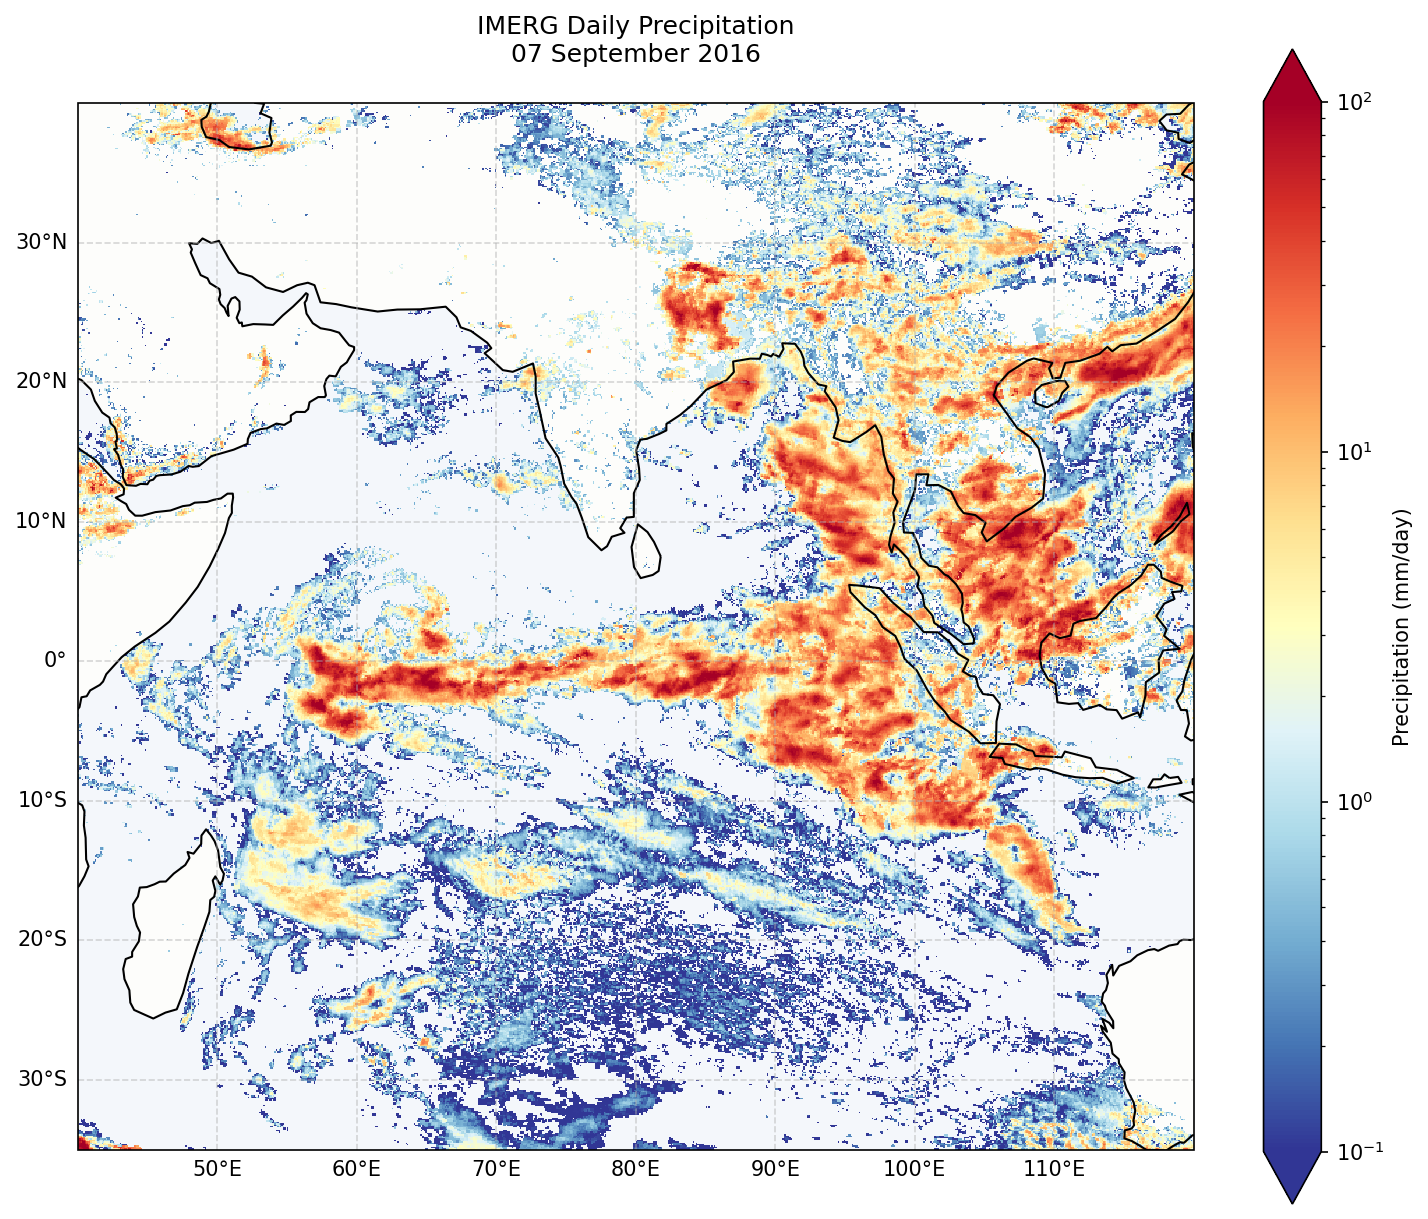 IMERG Daily Precipitation
07 September 2016
30°N
20°N
10°N
0°
10°S
20°S
30°S
50°E 60°E 70°E 80°E 90°E 100°E 110°E
10²
10¹
10⁰
10⁻¹
Precipitation (mm/day)